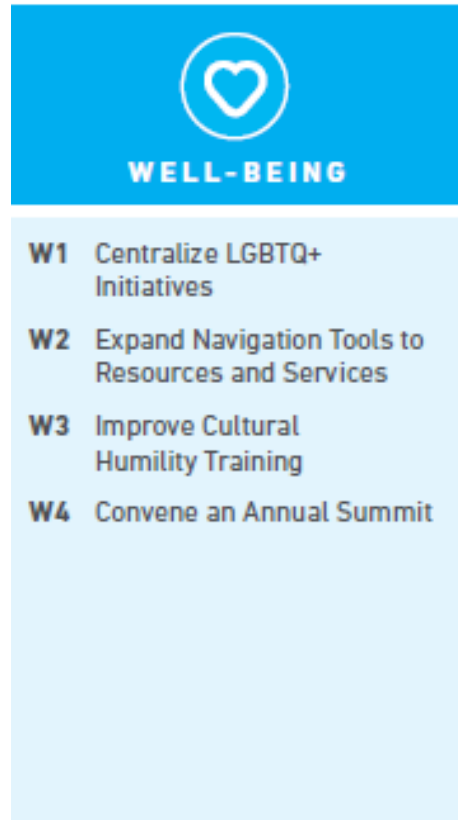 WELL-BEING
W1 Centralize LGBTQ+
Initiatives
W2 Expand Navigation Tools to
Resources and Services
W3 Improve Cultural
Humility Training
W4 Convene an Annual Summit